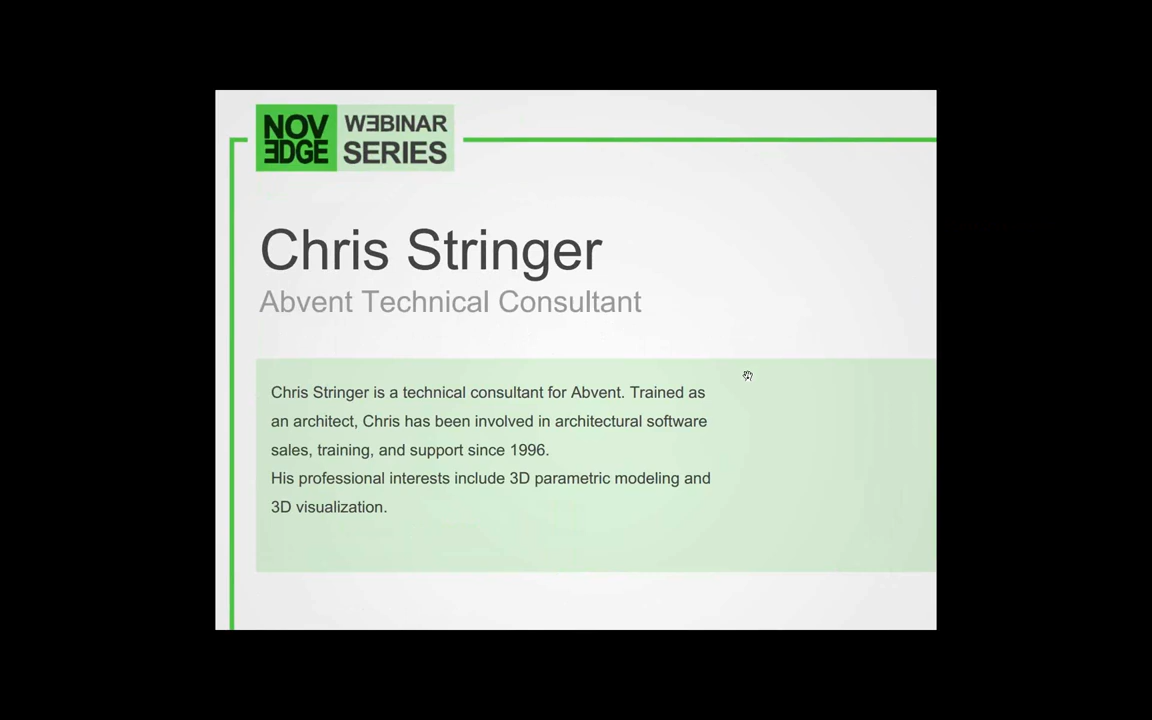 NOV
ƎDGE
WƎBINAR
SERIES
Chris Stringer
Abvent Technical Consultant
Chris Stringer is a technical consultant for Abvent. Trained as
an architect, Chris has been involved in architectural software
sales, training, and support since 1996.
His professional interests include 3D parametric modeling and
3D visualization.